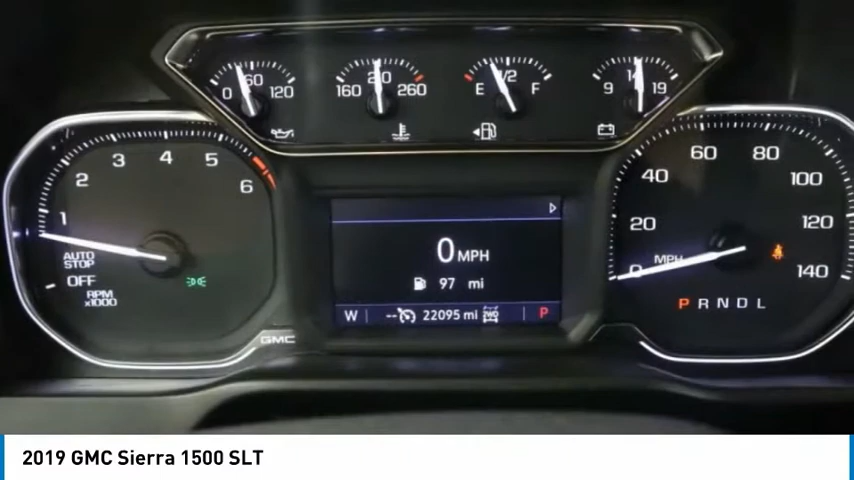 0 60 120
160 210 260
E 1/2 F
9 14 19
1 2 3 4 5 6
AUTO
STOP
OFF
RPM
x1000
0 MPH
97 mi
W -- 22095 mi 2WD P
0 20 40 60 80 100 120 140
MPH
P R N D L
GMC
2019 GMC Sierra 1500 SLT